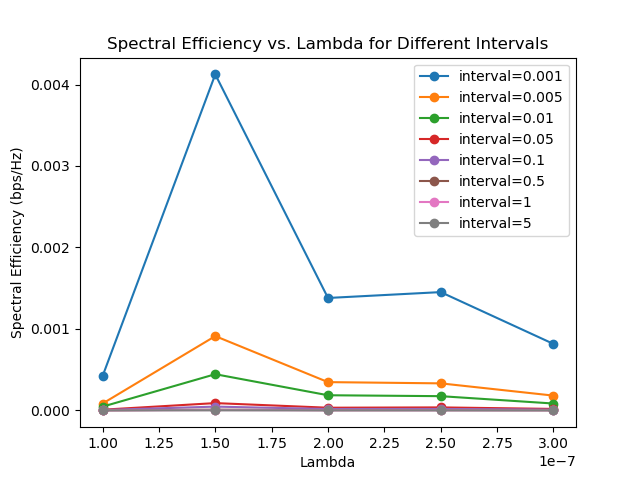 Spectral Efficiency vs. Lambda for Different Intervals
Spectral Efficiency (bps/Hz)
0.004
0.003
0.002
0.001
0.000
interval=0.001
interval=0.005
interval=0.01
interval=0.05
interval=0.1
interval=0.5
interval=1
interval=5
1.00 1.25 1.50 1.75 2.00 2.25 2.50 2.75 3.00
1e−7
Lambda